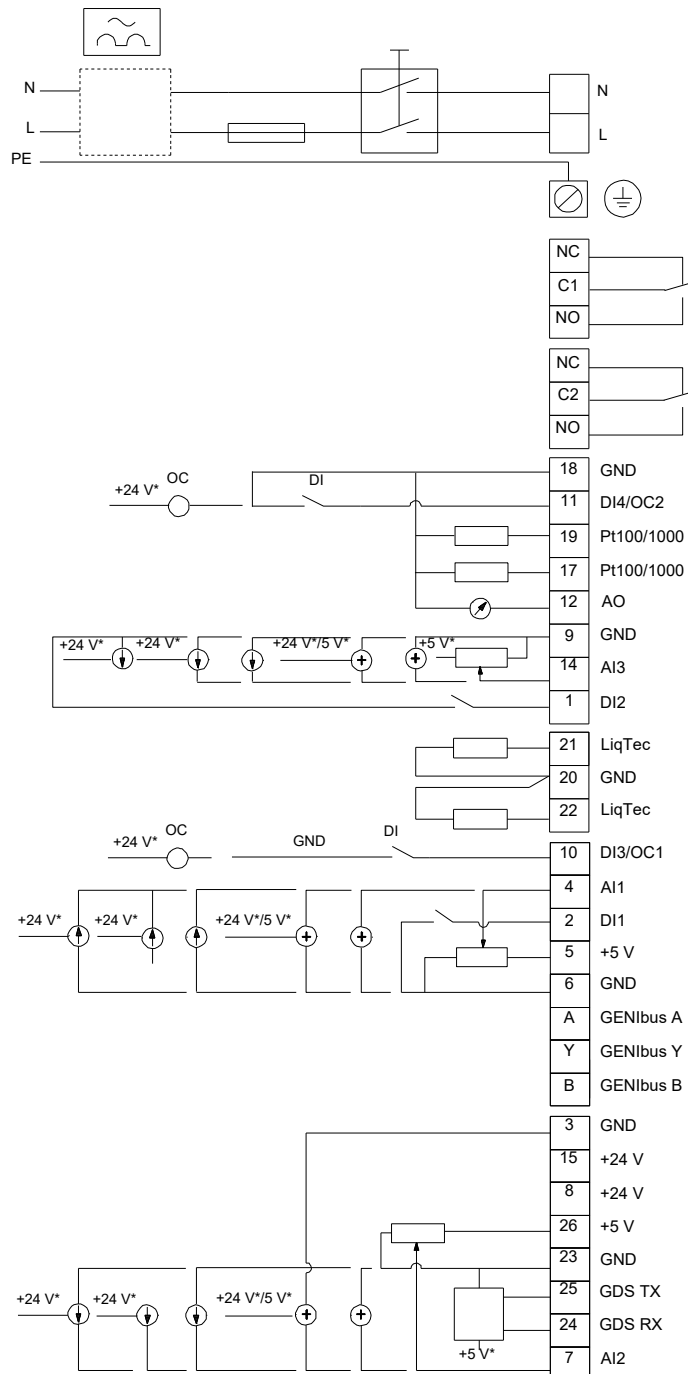 N
N
L
L
PE
NC
C1
NO
NC
C2
NO
18 GND
+24 V* OC DI 11 DI4/OC2
19 Pt100/1000
17 Pt100/1000
12 AO
9 GND
+24 V* +24 V* +24 V*/5 V* +5 V*
14 AI3
1 DI2
21 LiqTec
20 GND
22 LiqTec
+24 V* OC GND DI 10 DI3/OC1
4 AI1
2 DI1
+24 V* +24 V* +24 V*/5 V*
5 +5 V
6 GND
A GENIbus A
Y GENIbus Y
B GENIbus B
3 GND
15 +24 V
8 +24 V
26 +5 V
23 GND
25 GDS TX
+24 V* +24 V* +24 V*/5 V*
24 GDS RX
+5 V*
7 AI2